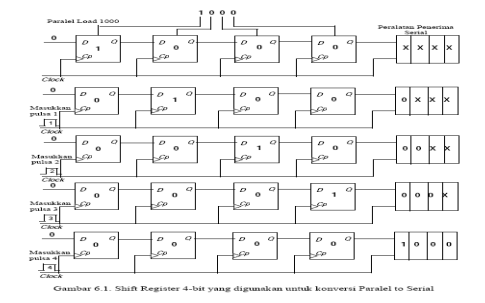 1 0 0 0
Paralel Load 1000
Peralatan Penerima
Serial
0 D Q 1 Cp D Q 0 Cp D Q 0 Cp D Q 0 Cp X X X X
Clock
0 D Q 0 Cp D Q 1 Cp D Q 0 Cp D Q 0 Cp 0 X X X
Masukkan
pulsa 1
1
Clock
0 D Q 0 Cp D Q 0 Cp D Q 1 Cp D Q 0 Cp 0 0 X X
Masukkan
pulsa 2
2
Clock
0 D Q 0 Cp D Q 0 Cp D Q 0 Cp D Q 1 Cp 0 0 0 X
Masukkan
pulsa 3
3
Clock
0 D Q 0 Cp D Q 0 Cp D Q 0 Cp D Q 0 Cp 1 0 0 0
Masukkan
pulsa 4
4
Clock
Gambar 6.1. Shift Register 4-bit yang digunakan untuk konversi Paralel to Serial